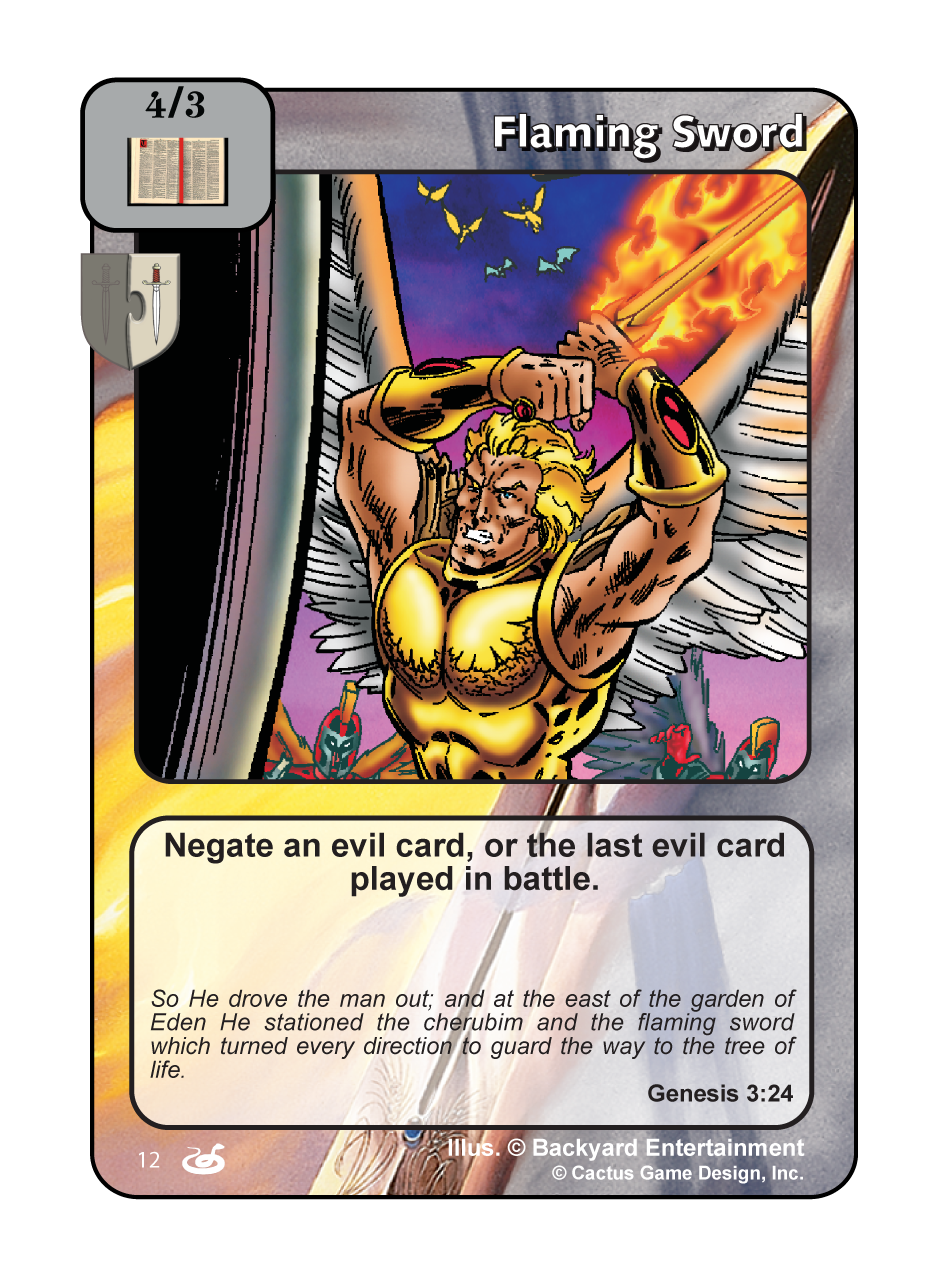 4/3
Flaming Sword
Negate an evil card, or the last evil card
played in battle.
So He drove the man out; and at the east of the garden of
Eden He stationed the cherubim and the flaming sword
which turned every direction to guard the way to the tree of
life.
Genesis 3:24
12
Illus. © Backyard Entertainment
© Cactus Game Design, Inc.